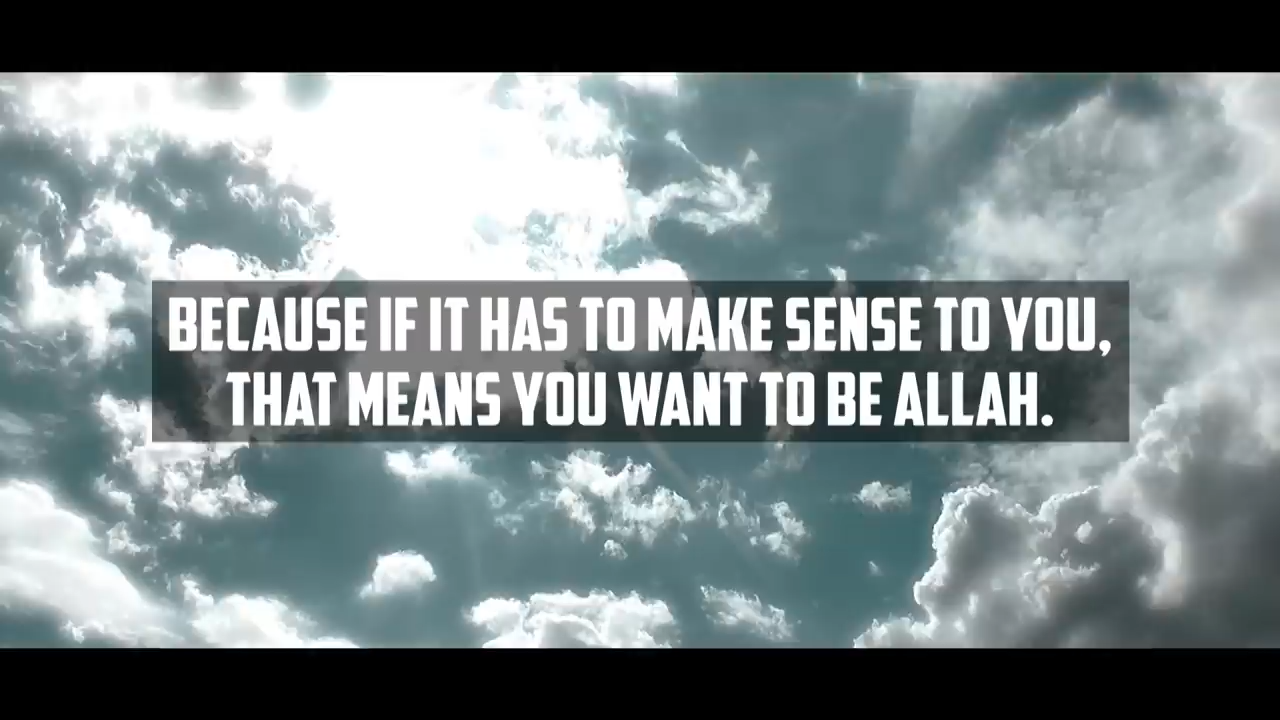 BECAUSE IF IT HAS TO MAKE SENSE TO YOU,
THAT MEANS YOU WANT TO BE ALLAH.